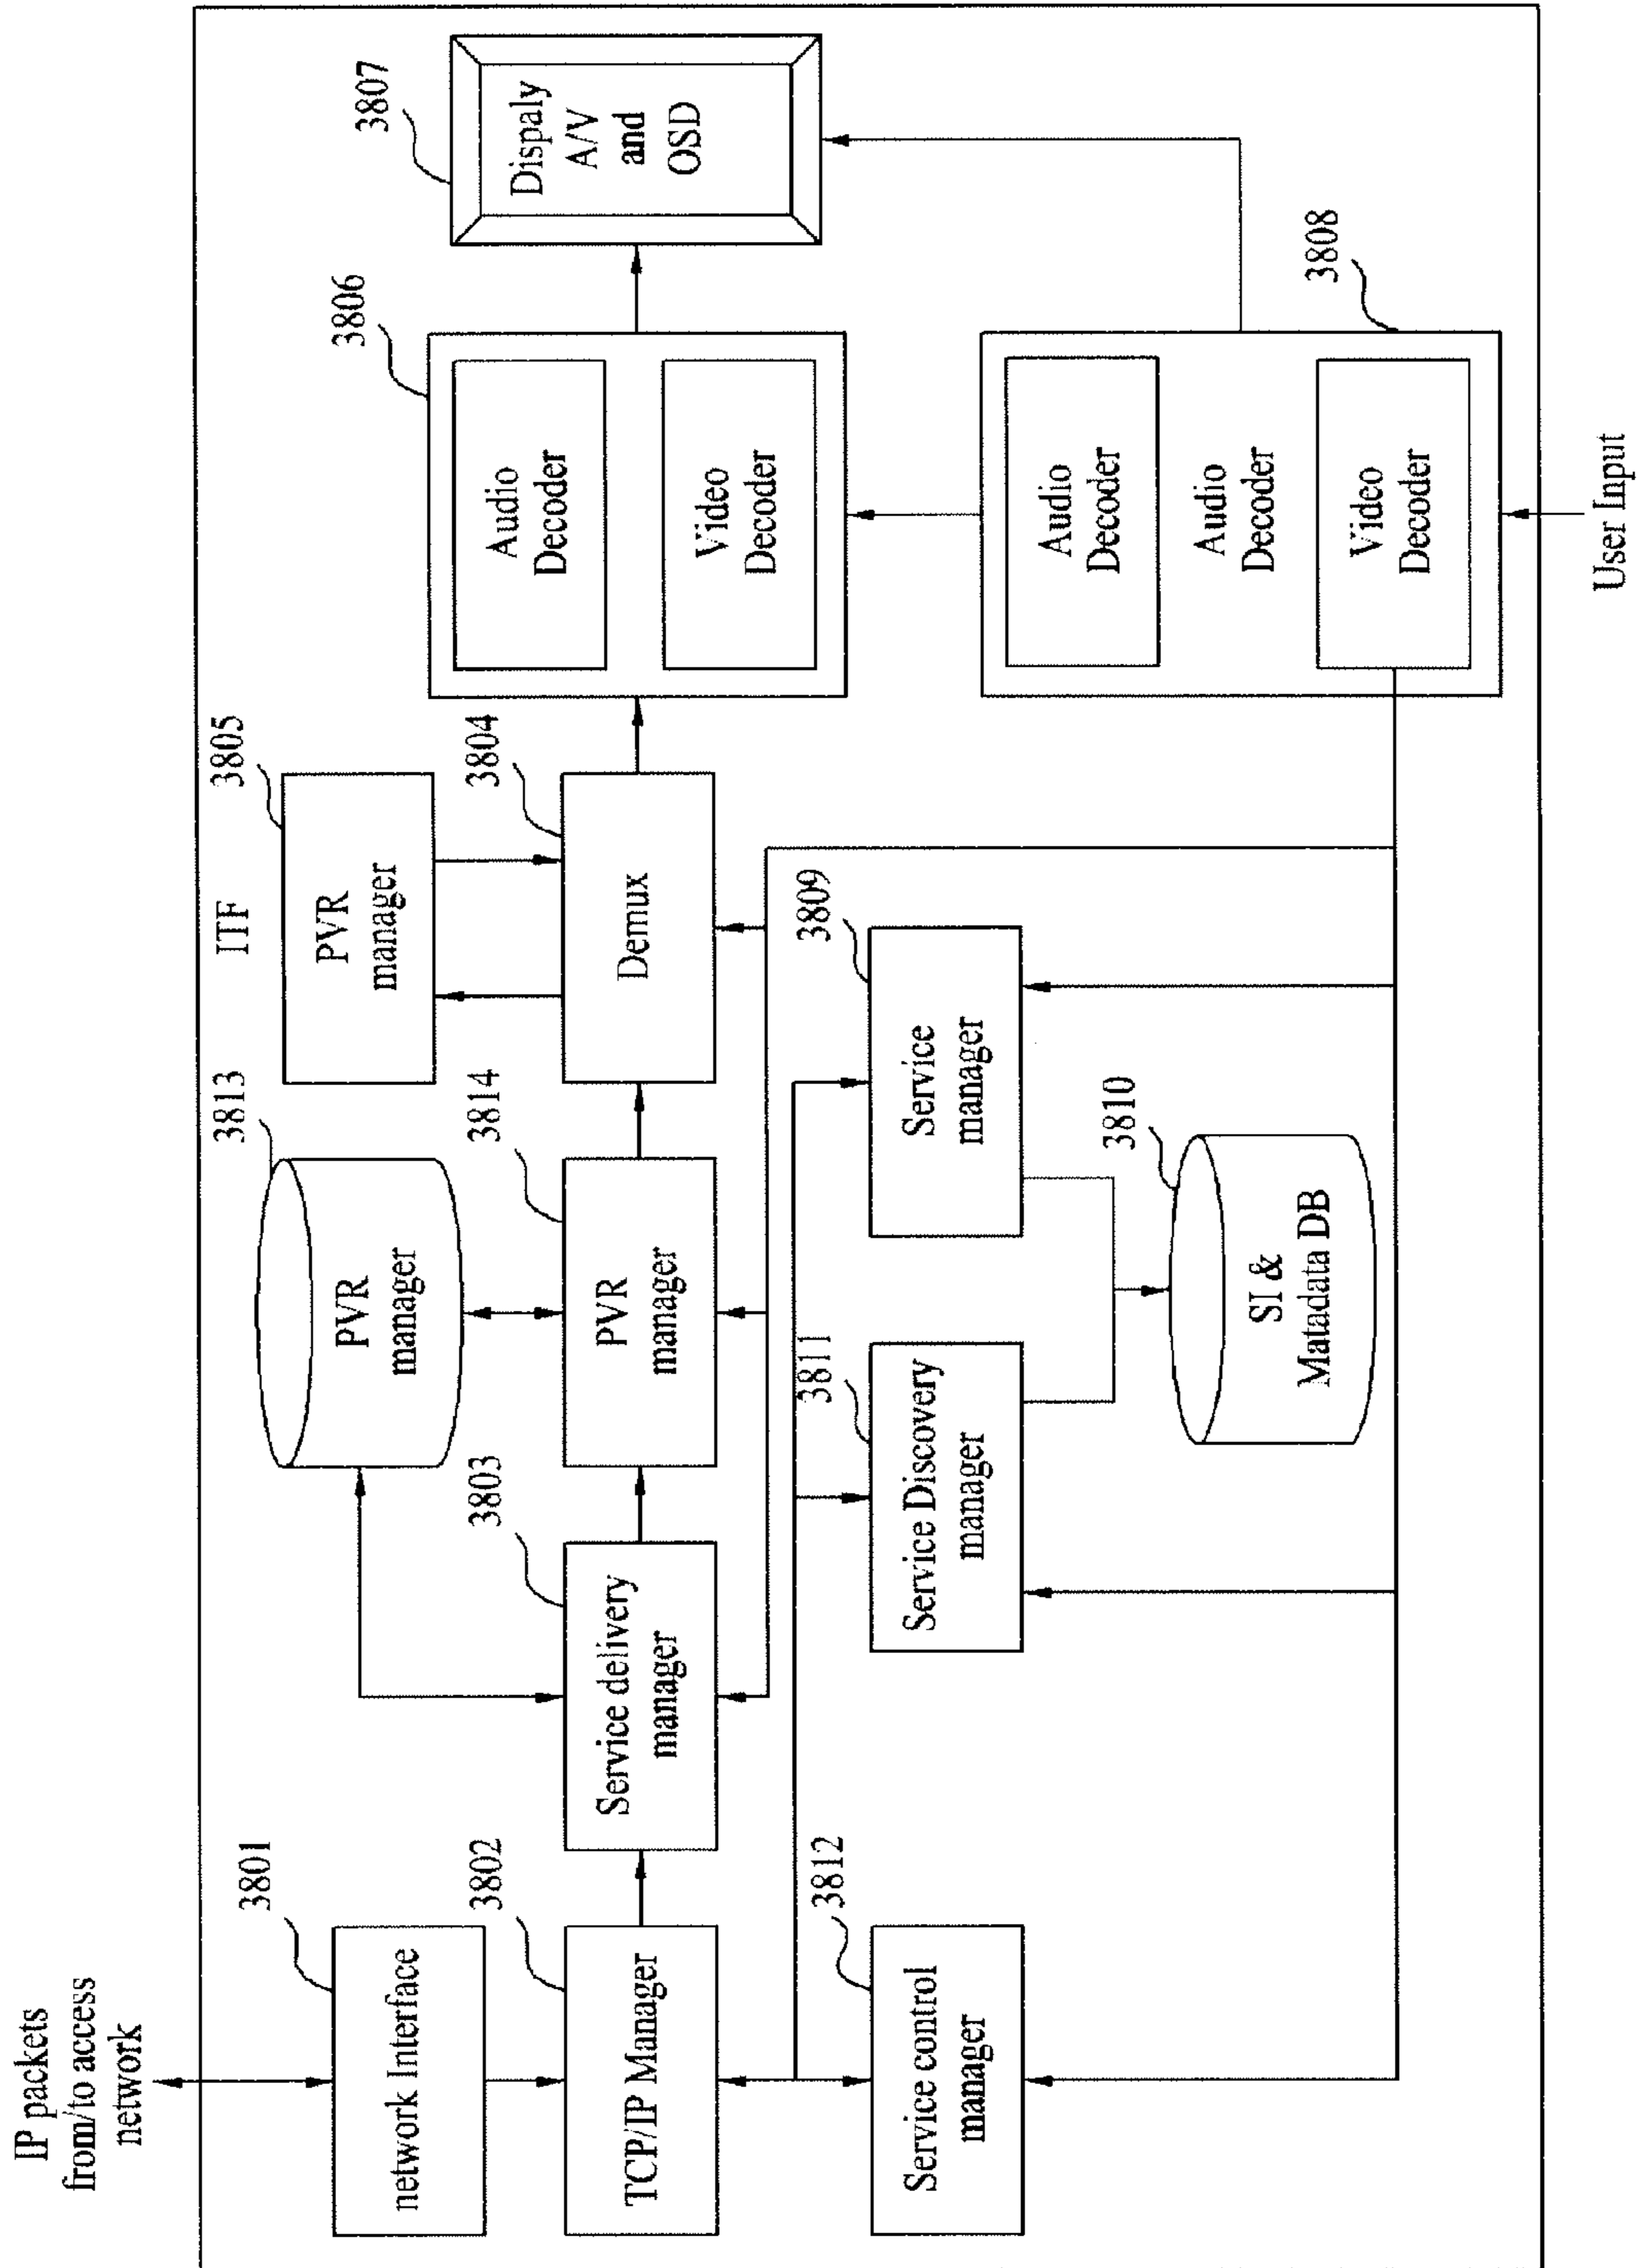 IP packets
from/to access
network
ITF
3801
network Interface
3802
TCP/IP Manager
3803
Service delivery
manager
3813
PVR
manager
3814
PVR
manager
3805
PVR
manager
3804
Demux
3806
Audio
Decoder
Video
Decoder
3807
Dispaly
A/V
and
OSD
3812
Service control
manager
3811
Service Discovery
manager
3809
Service
manager
3810
SI &
Matadata DB
3808
Audio
Decoder
Audio
Decoder
Video
Decoder
User Input